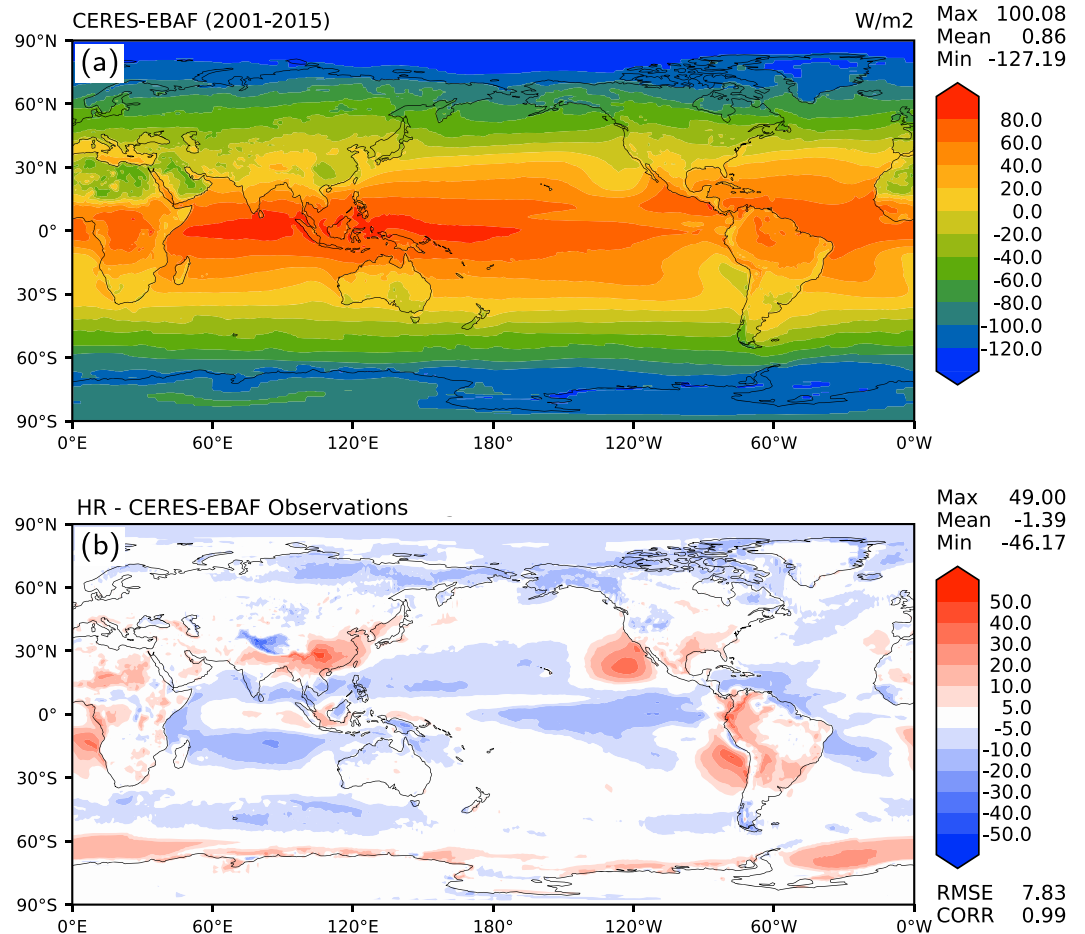 CERES-EBAF (2001-2015) W/m2
Max 100.08
Mean 0.86
Min -127.19
(a)
90°N
60°N
30°N
0°
30°S
60°S
90°S
0°E 60°E 120°E 180° 120°W 60°W 0°W
80.0
60.0
40.0
20.0
0.0
-20.0
-40.0
-60.0
-80.0
-100.0
-120.0
HR - CERES-EBAF Observations
Max 49.00
Mean -1.39
Min -46.17
(b)
90°N
60°N
30°N
0°
30°S
60°S
90°S
0°E 60°E 120°E 180° 120°W 60°W 0°W
50.0
40.0
30.0
20.0
10.0
5.0
-5.0
-10.0
-20.0
-30.0
-40.0
-50.0
RMSE 7.83
CORR 0.99